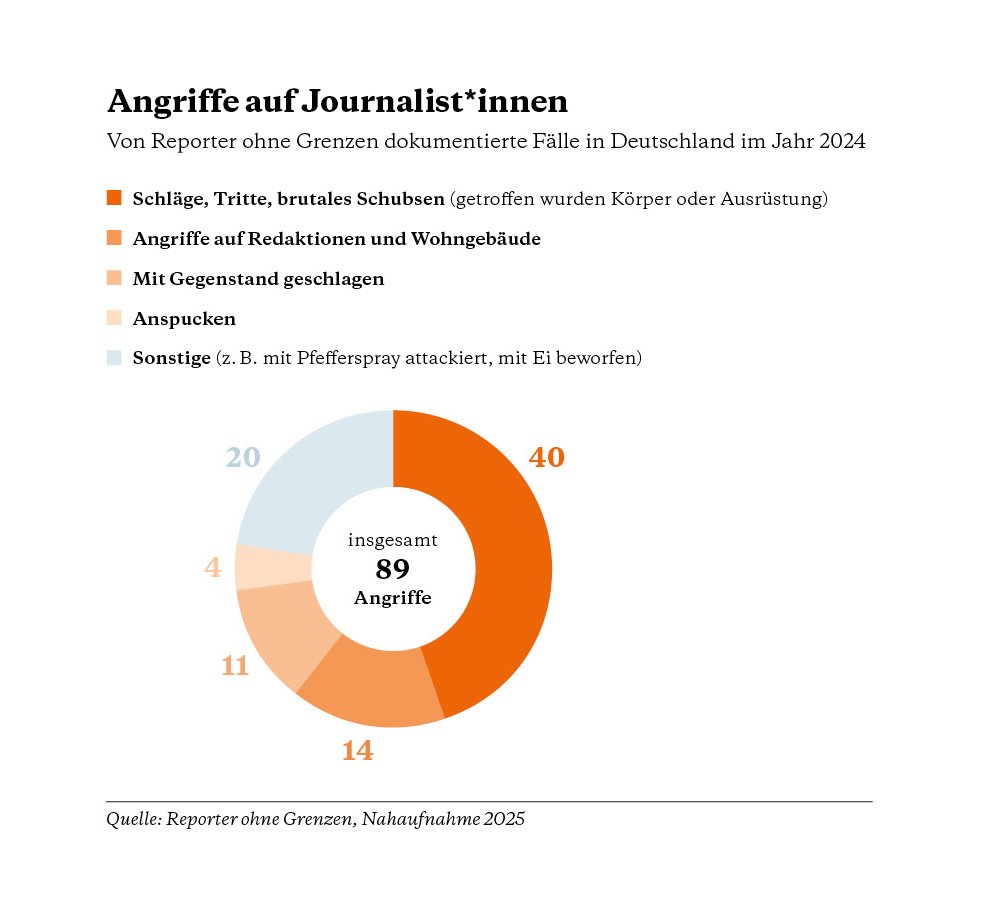 Angriffe auf Journalist*innen
Von Reporter ohne Grenzen dokumentierte Fälle in Deutschland im Jahr 2024
Schläge, Tritte, brutales Schubsen (getroffen wurden Körper oder Ausrüstung)
Angriffe auf Redaktionen und Wohngebäude
Mit Gegenstand geschlagen
Anspucken
Sonstige (z. B. mit Pfefferspray attackiert, mit Ei beworfen)
20
40
insgesamt
89
Angriffe
4
11
14
Quelle: Reporter ohne Grenzen, Nahaufnahme 2025